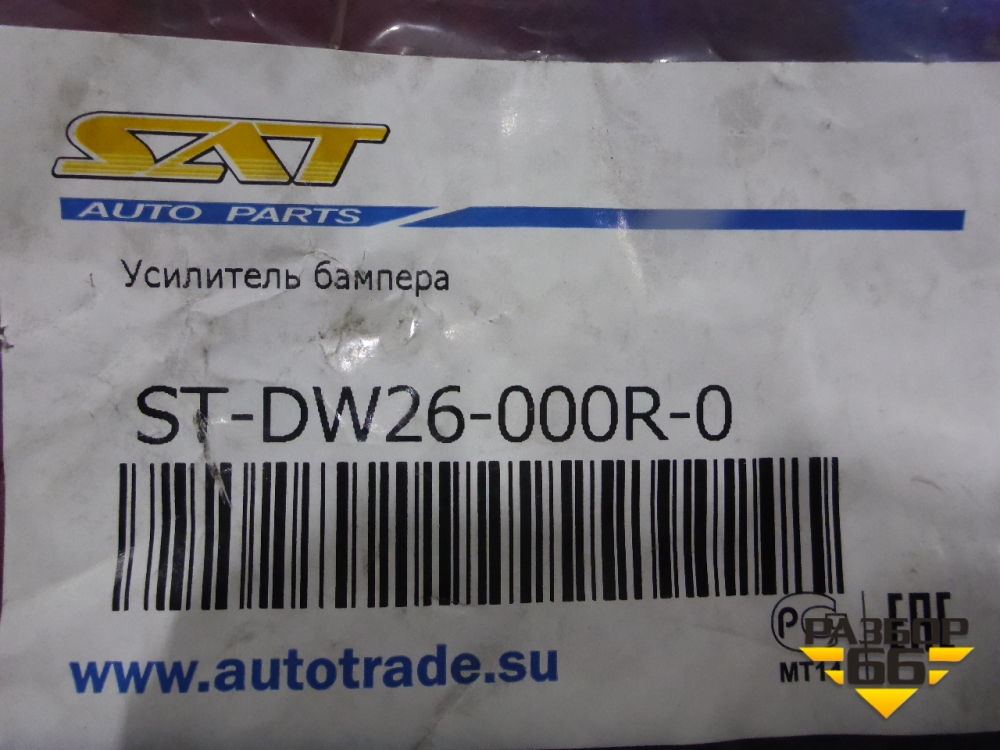 SAT
AUTO PARTS
Усилитель бампера
ST-DW26-000R-0
www.autotrade.su
РАЗБОР
66